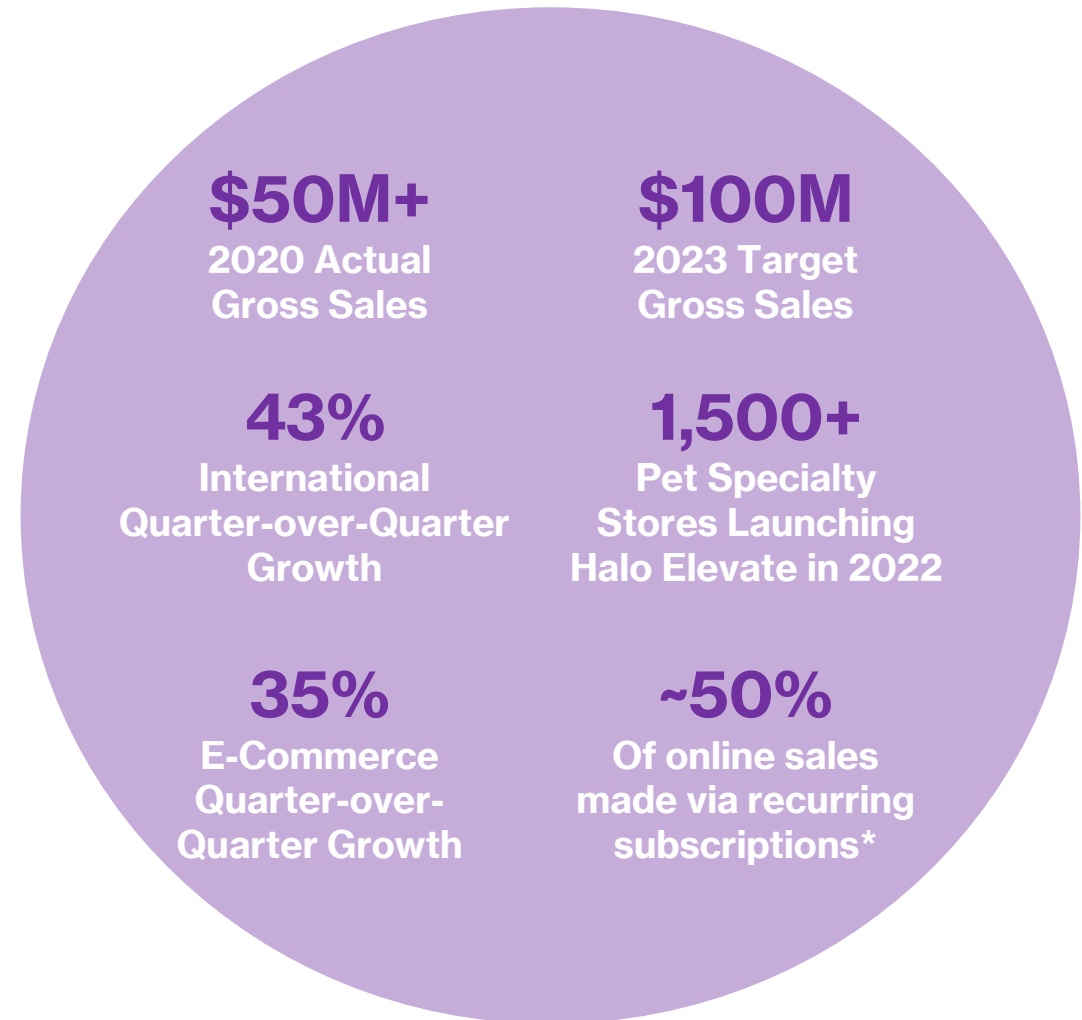 $50M+
2020 Actual
Gross Sales
$100M
2023 Target
Gross Sales
43%
International
Quarter-over-Quarter
Growth
1,500+
Pet Specialty
Stores Launching
Halo Elevate in 2022
35%
E-Commerce
Quarter-over-
Quarter Growth
~50%
Of online sales
made via recurring
subscriptions*